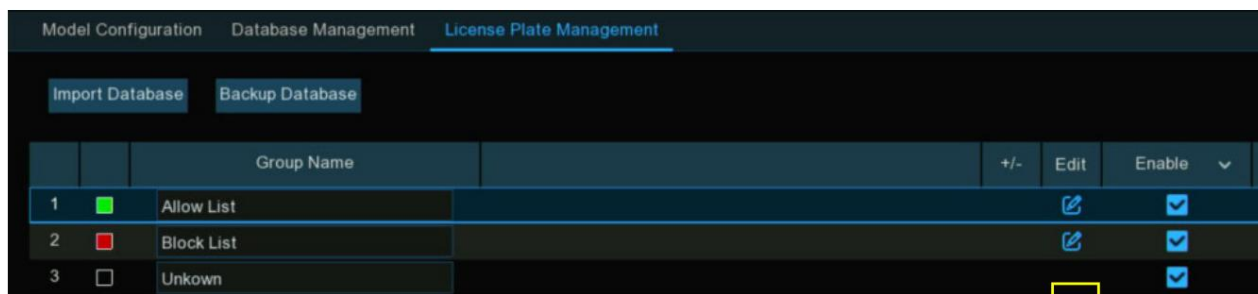 Model Configuration Database Management License Plate Management
Import Database Backup Database
Group Name +/- Edit Enable
1 Allow List
2 Block List
3 Unkown